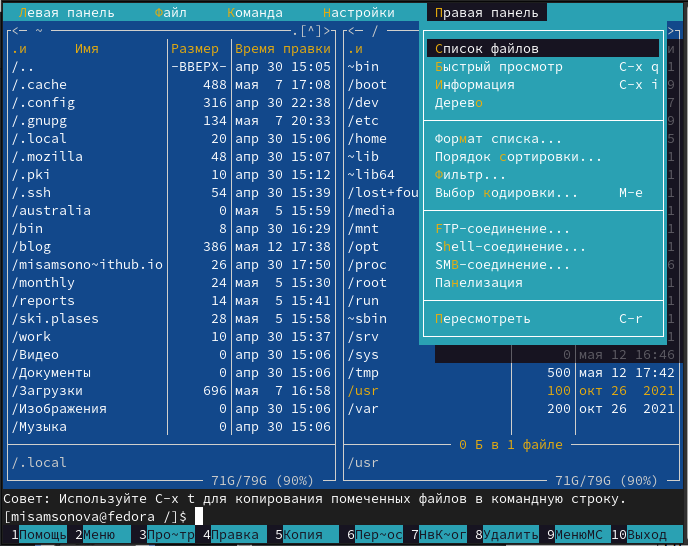 Левая панель Файл Команда Настройки Правая панель
<— ~ .[^]>
<— /
.и Имя Размер Время правки
/.. -ВВЕРХ- апр 30 15:05
/.cache 488 мая 7 17:08
/.config 316 апр 30 22:38
/.gnupg 134 мая 7 20:33
/.local 20 апр 30 15:06
/.mozilla 48 апр 30 15:07
/.pki 10 апр 30 15:12
/.ssh 54 апр 30 15:39
/australia 0 мая 5 15:59
/bin 8 апр 30 16:29
/blog 386 мая 12 17:38
/misamsono~ithub.io 26 апр 30 17:50
/monthly 24 мая 5 15:30
/reports 14 мая 5 15:41
/ski.plases 28 мая 5 15:58
/work 10 апр 30 15:37
/Видео 0 апр 30 15:06
/Документы 0 апр 30 15:06
/Загрузки 696 мая 7 16:58
/Изображения 0 апр 30 15:06
/Музыка 0 апр 30 15:06
/.local
71G/79G (90%)
.и
~bin
/boot
/dev
/etc
/home
~lib
~lib64
/lost+fou
/media
/mnt
/opt
/proc
/root
/run
~sbin
/srv
/sys 0 мая 12 16:46
/tmp 500 мая 12 17:42
/usr 100 окт 26 2021
/var 200 окт 26 2021
0 Б в 1 файле
/usr
71G/79G (90%)
Список файлов
Быстрый просмотр C-x q
Информация C-x i
Дерево
Формат списка...
Порядок сортировки...
Фильтр...
Выбор кодировки... M-e
FTP-соединение...
Shell-соединение...
SMB-соединение...
Панелизация
Пересмотреть C-r
Совет: Используйте C-x t для копирования помеченных файлов в командную строку.
[misamsonova@fedora /]$
1Помощь 2Меню 3Про~тр 4Правка 5Копия 6Пер~ос 7НвК~ог 8Удалить 9МенюМС 10Выход